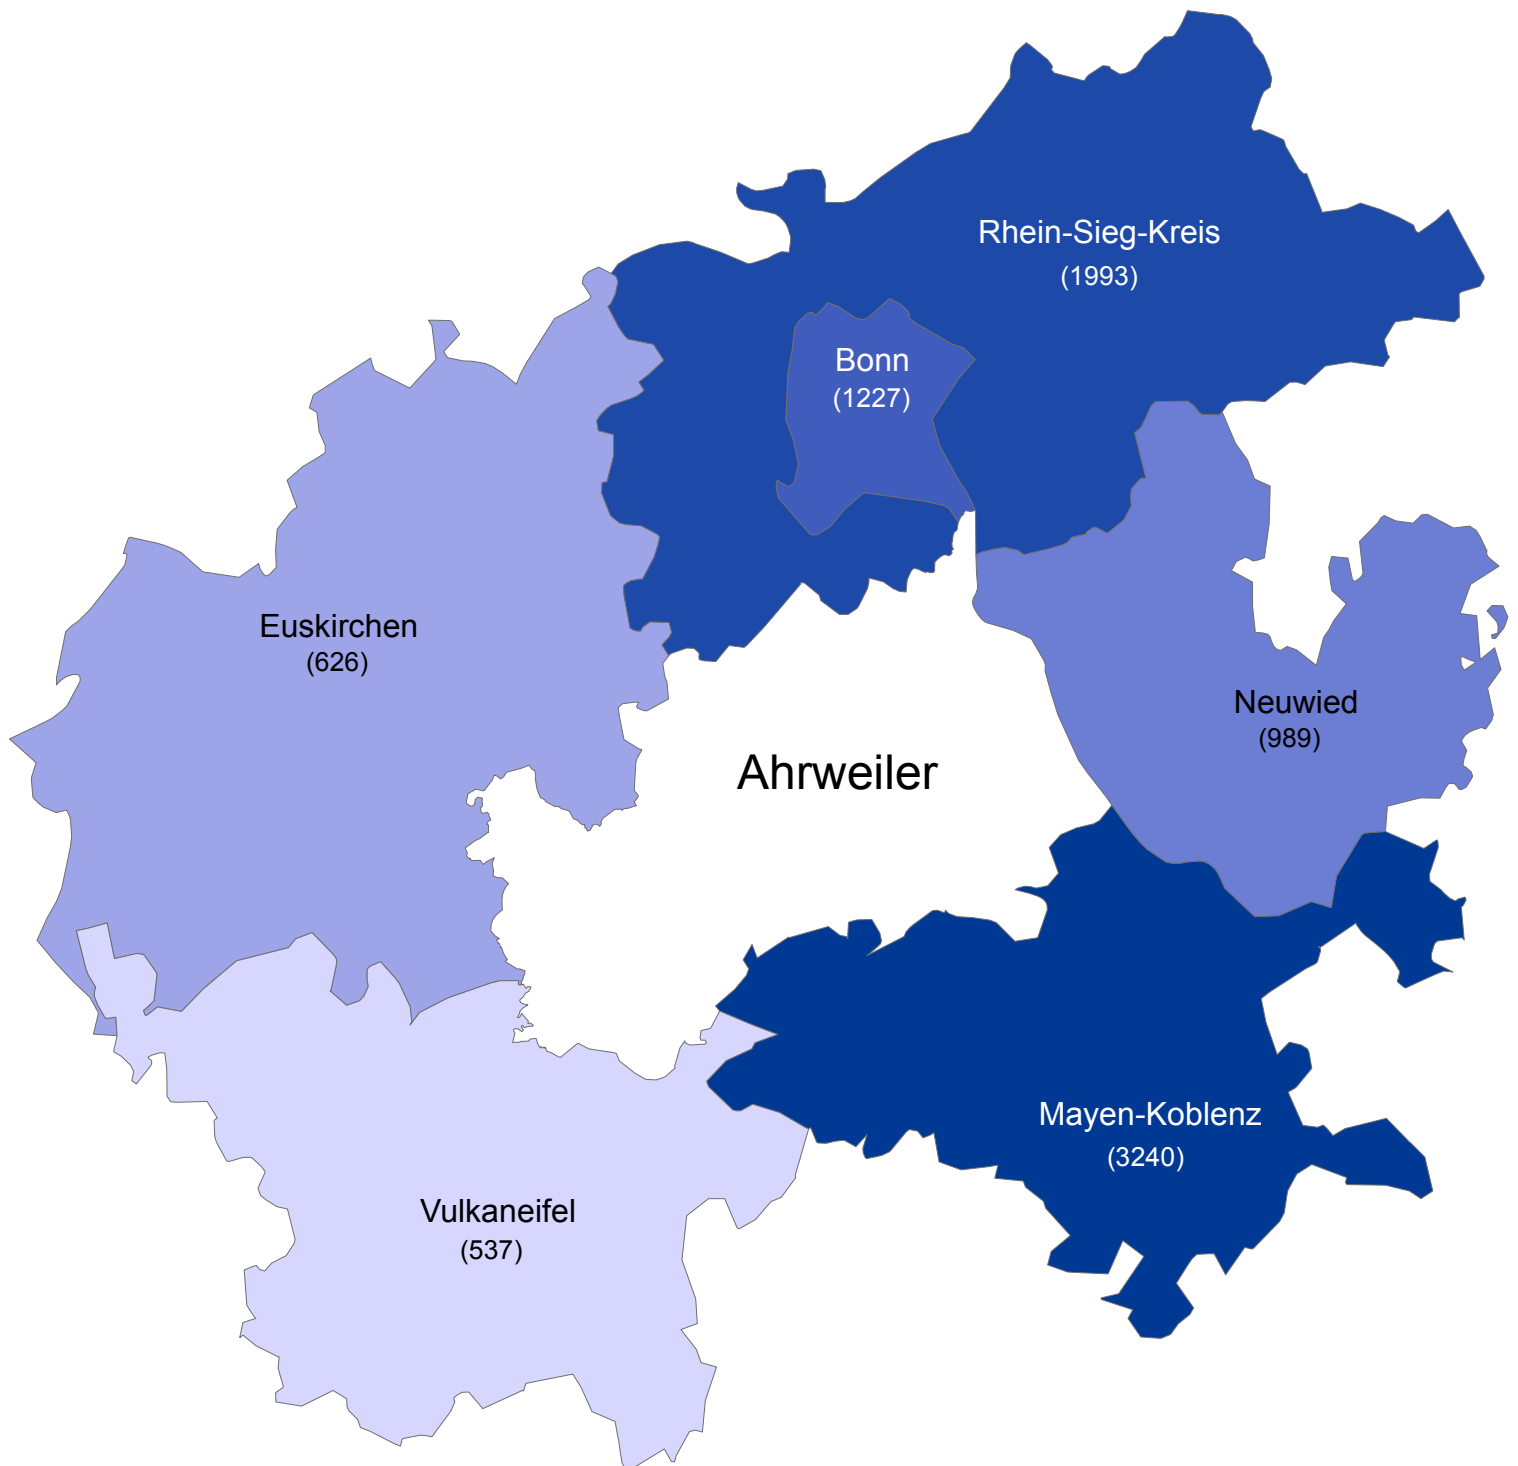 Rhein-Sieg-Kreis
(1993)
Bonn
(1227)
Euskirchen
(626)
Neuwied
(989)
Ahrweiler
Mayen-Koblenz
(3240)
Vulkaneifel
(537)